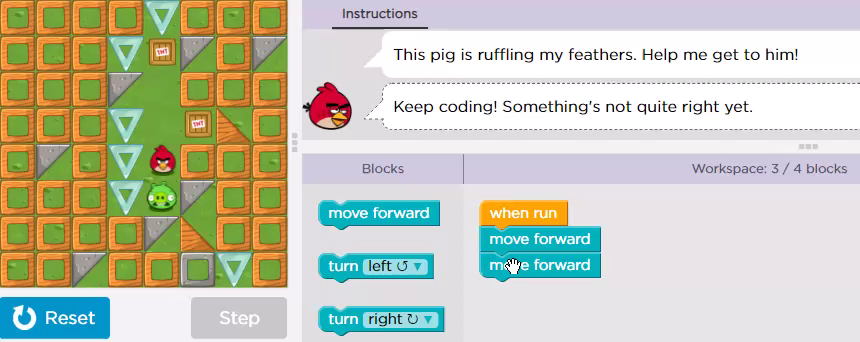 Instructions
This pig is ruffling my feathers. Help me get to him!
Keep coding! Something's not quite right yet.
TNT
TNT
Blocks
Workspace: 3 / 4 blocks
move forward
turn left ↺ ▼
turn right ↻ ▼
when run
move forward
move forward
Reset
Step